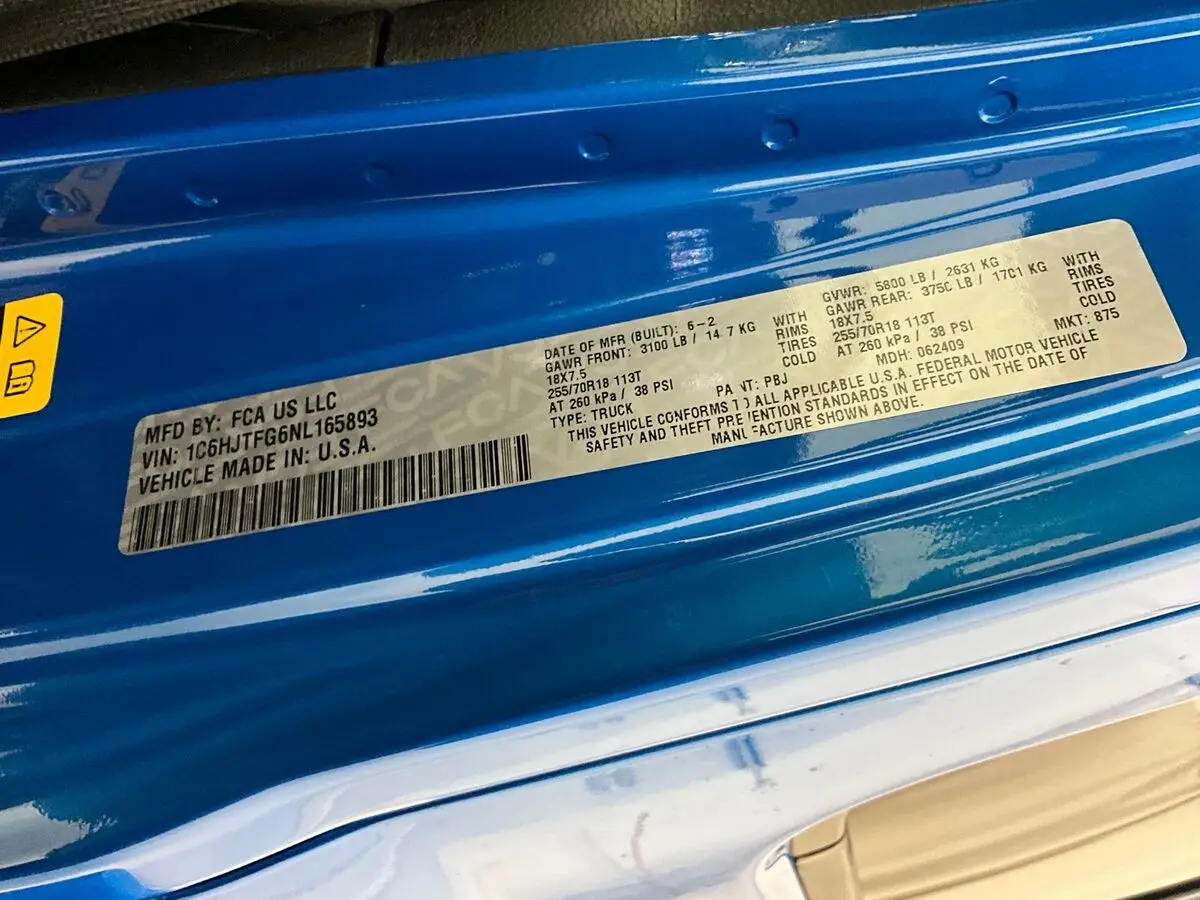 MFD BY: FCA US LLC
VIN: 1C6HJTFG6NL165893
VEHICLE MADE IN: U.S.A.
DATE OF MFR (BUILT): 6-2
GAWR FRONT: 3100 LB / 14 7 KG WITH
18X7.5 RIMS
255/70R18 113T TIRES
AT 260 kPa / 38 PSI COLD
TYPE: TRUCK PA NT: PBJ
GVWR: 5800 LB / 2631 KG
GAWR REAR: 3750 LB / 1701 KG WITH
18X7.5 RIMS
255/70R18 113T TIRES
AT 260 kPa / 38 PSI COLD
MDH: 062409 MKT: 875
THIS VEHICLE CONFORMS TO ALL APPLICABLE U.S.A. FEDERAL MOTOR VEHICLE
SAFETY AND THEFT PREVENTION STANDARDS IN EFFECT ON THE DATE OF
MANUFACTURE SHOWN ABOVE.